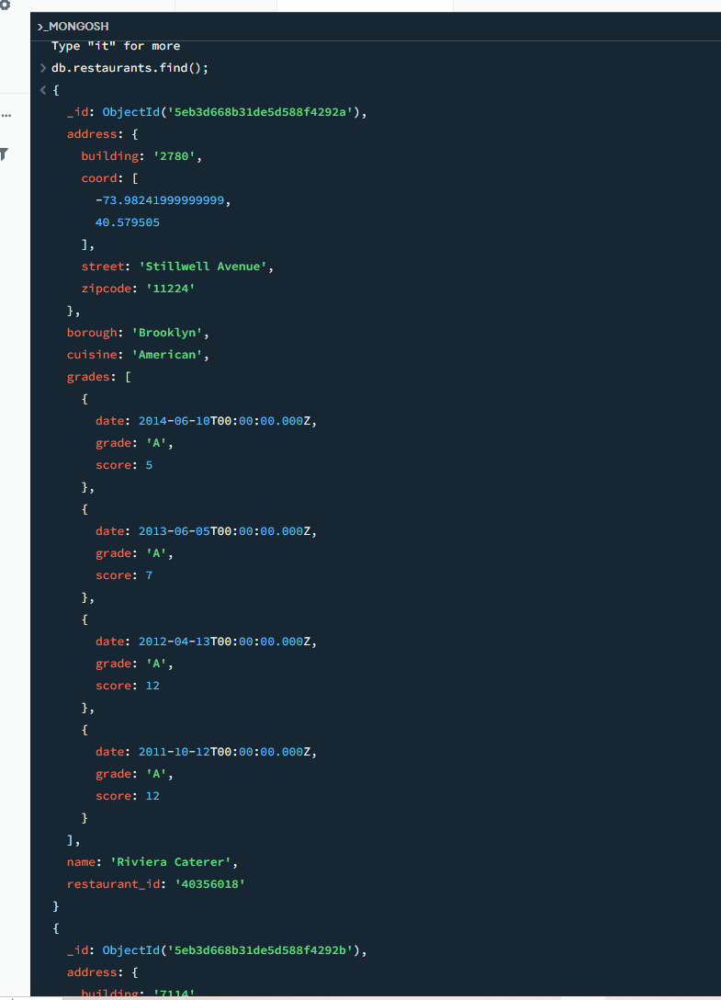 >_MONGOSH
Type "it" for more
> db.restaurants.find();
< {
_id: ObjectId('5eb3d668b31de5d588f4292a'),
address: {
building: '2780',
coord: [
-73.98241999999999,
40.579505
],
street: 'Stillwell Avenue',
zipcode: '11224'
},
borough: 'Brooklyn',
cuisine: 'American',
grades: [
{
date: 2014-06-10T00:00:00.000Z,
grade: 'A',
score: 5
},
{
date: 2013-06-05T00:00:00.000Z,
grade: 'A',
score: 7
},
{
date: 2012-04-13T00:00:00.000Z,
grade: 'A',
score: 12
},
{
date: 2011-10-12T00:00:00.000Z,
grade: 'A',
score: 12
}
],
name: 'Riviera Caterer',
restaurant_id: '40356018'
}
{
_id: ObjectId('5eb3d668b31de5d588f4292b'),
address: {
building: '7114'